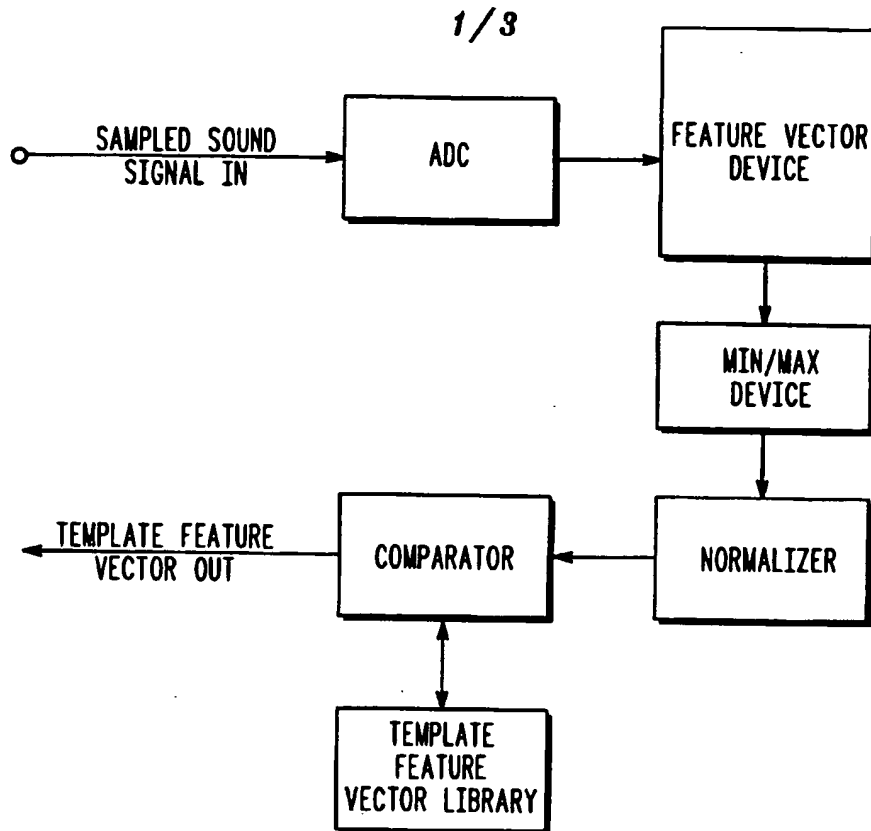 1/3
SAMPLED SOUND
SIGNAL IN
ADC
FEATURE VECTOR
DEVICE
MIN/MAX
DEVICE
NORMALIZER
COMPARATOR
TEMPLATE FEATURE
VECTOR OUT
TEMPLATE
FEATURE
VECTOR LIBRARY